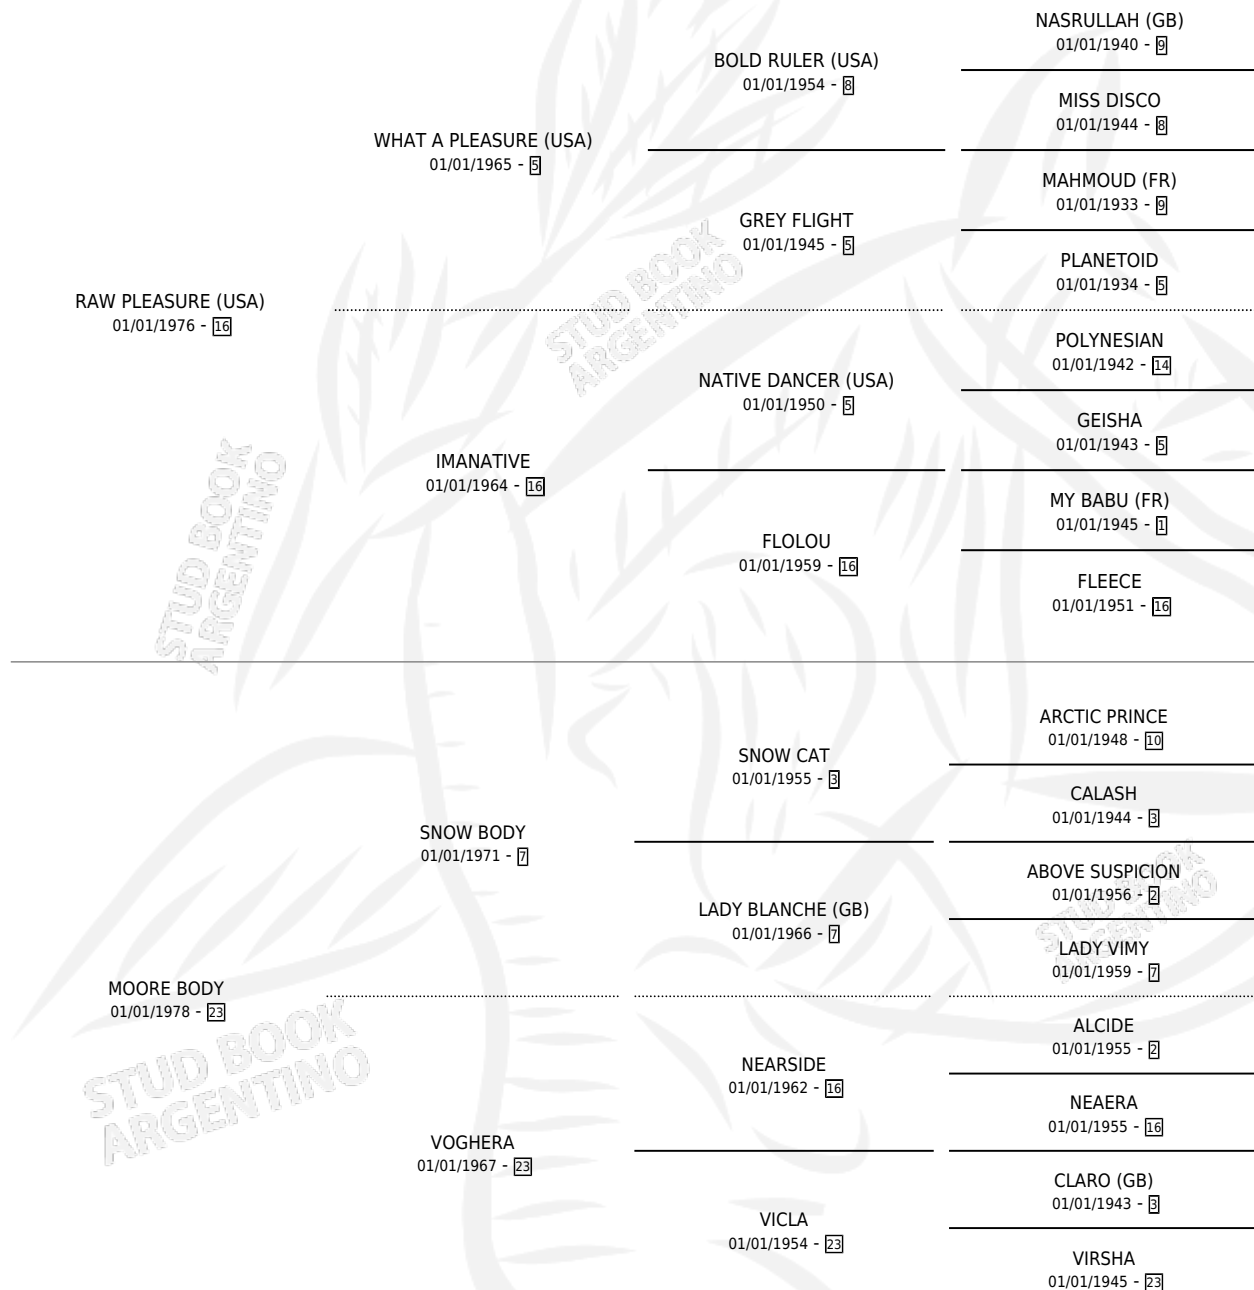 NASRULLAH (GB)
01/01/1940 - 9
BOLD RULER (USA)
01/01/1954 - 8
MISS DISCO
01/01/1944 - 8
WHAT A PLEASURE (USA)
01/01/1965 - 5
MAHMOUD (FR)
01/01/1933 - 9
GREY FLIGHT
01/01/1945 - 5
PLANETOID
01/01/1934 - 5
RAW PLEASURE (USA)
01/01/1976 - 16
POLYNESIAN
01/01/1942 - 14
NATIVE DANCER (USA)
01/01/1950 - 5
GEISHA
01/01/1943 - 5
IMANATIVE
01/01/1964 - 16
MY BABU (FR)
01/01/1945 - 1
FLOLOU
01/01/1959 - 16
FLEECE
01/01/1951 - 16
ARCTIC PRINCE
01/01/1948 - 10
SNOW CAT
01/01/1955 - 3
CALASH
01/01/1944 - 3
SNOW BODY
01/01/1971 - 7
ABOVE SUSPICION
01/01/1956 - 2
LADY BLANCHE (GB)
01/01/1966 - 7
LADY VIMY
01/01/1959 - 7
MOORE BODY
01/01/1978 - 23
ALCIDE
01/01/1955 - 2
NEARSIDE
01/01/1962 - 16
NEAERA
01/01/1955 - 16
VOGHERA
01/01/1967 - 23
CLARO (GB)
01/01/1943 - 3
VICLA
01/01/1954 - 23
VIRSHA
01/01/1945 - 23
STUD BOOK
ARGENTINO
STUD BOOK
ARGENTINO
STUD BOOK
ARGENTINO
STUD BOOK
ARGENTINO